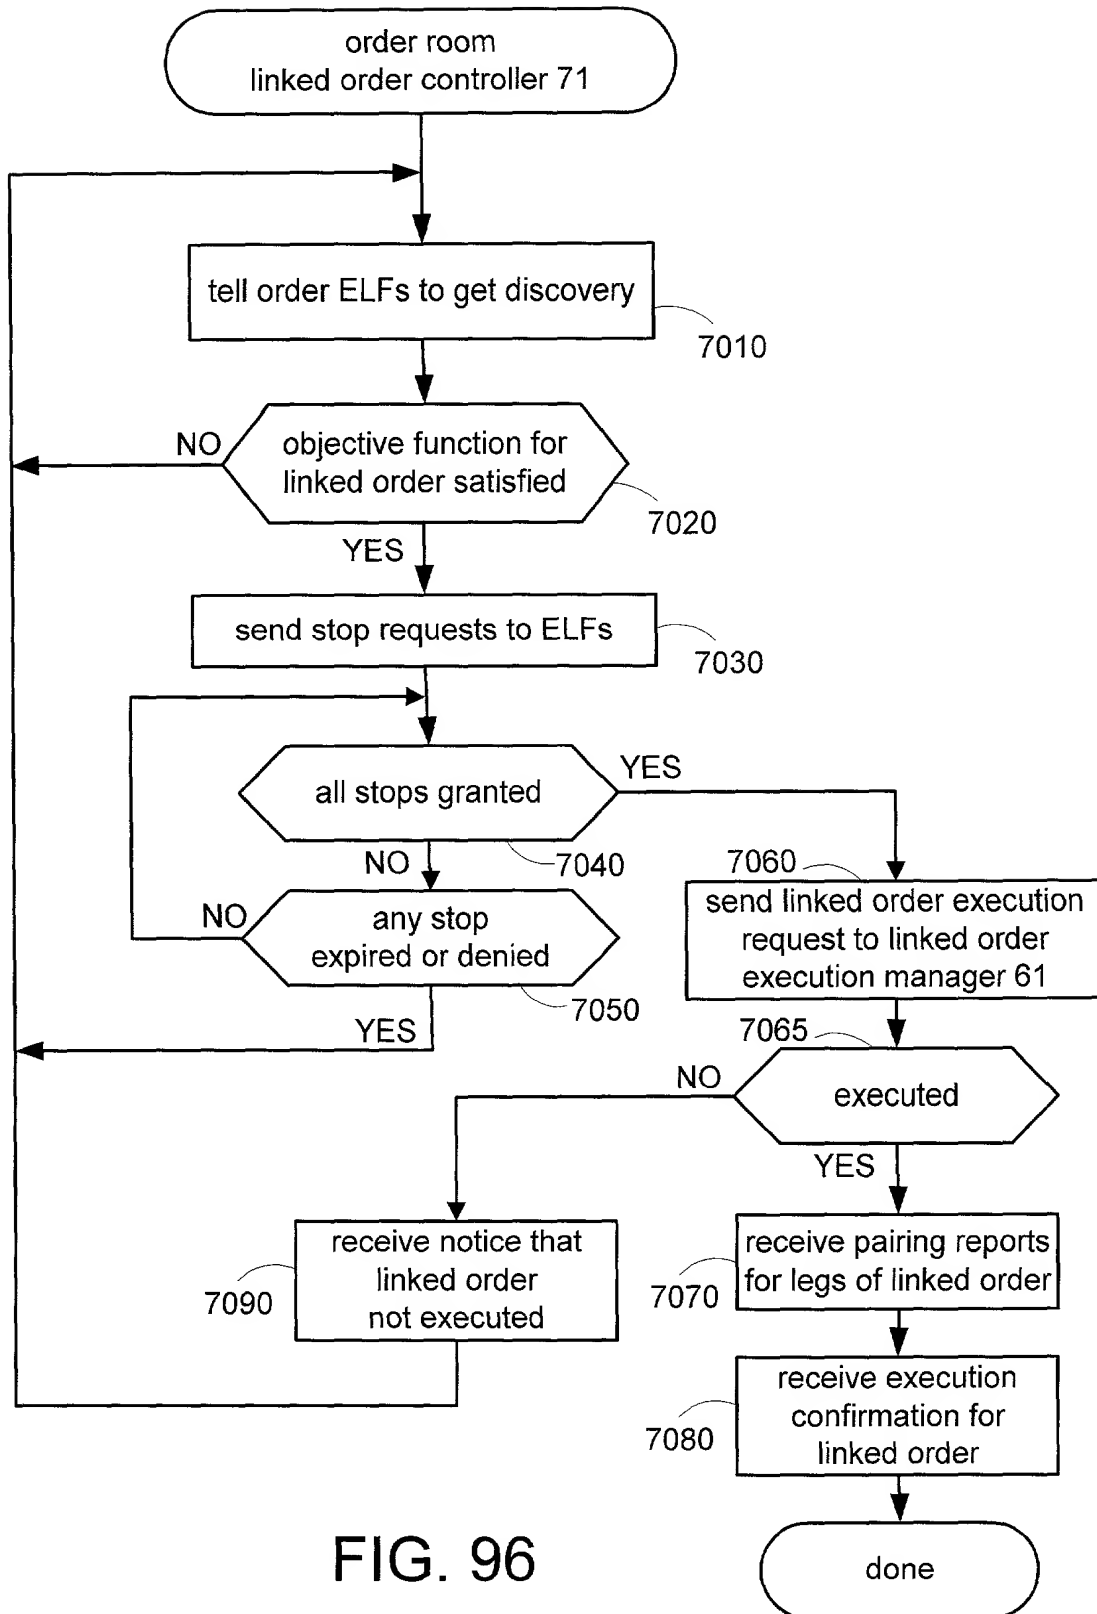 order room
linked order controller 71
tell order ELFs to get discovery
7010
NO
objective function for
linked order satisfied
7020
YES
send stop requests to ELFs
7030
all stops granted
YES
7040
NO
7060
send linked order execution
request to linked order
execution manager 61
NO
any stop
expired or denied
7050
YES
7065
NO
executed
YES
receive notice that
linked order
not executed
7090
receive pairing reports
for legs of linked order
7070
receive execution
confirmation for
linked order
7080
done
FIG. 96